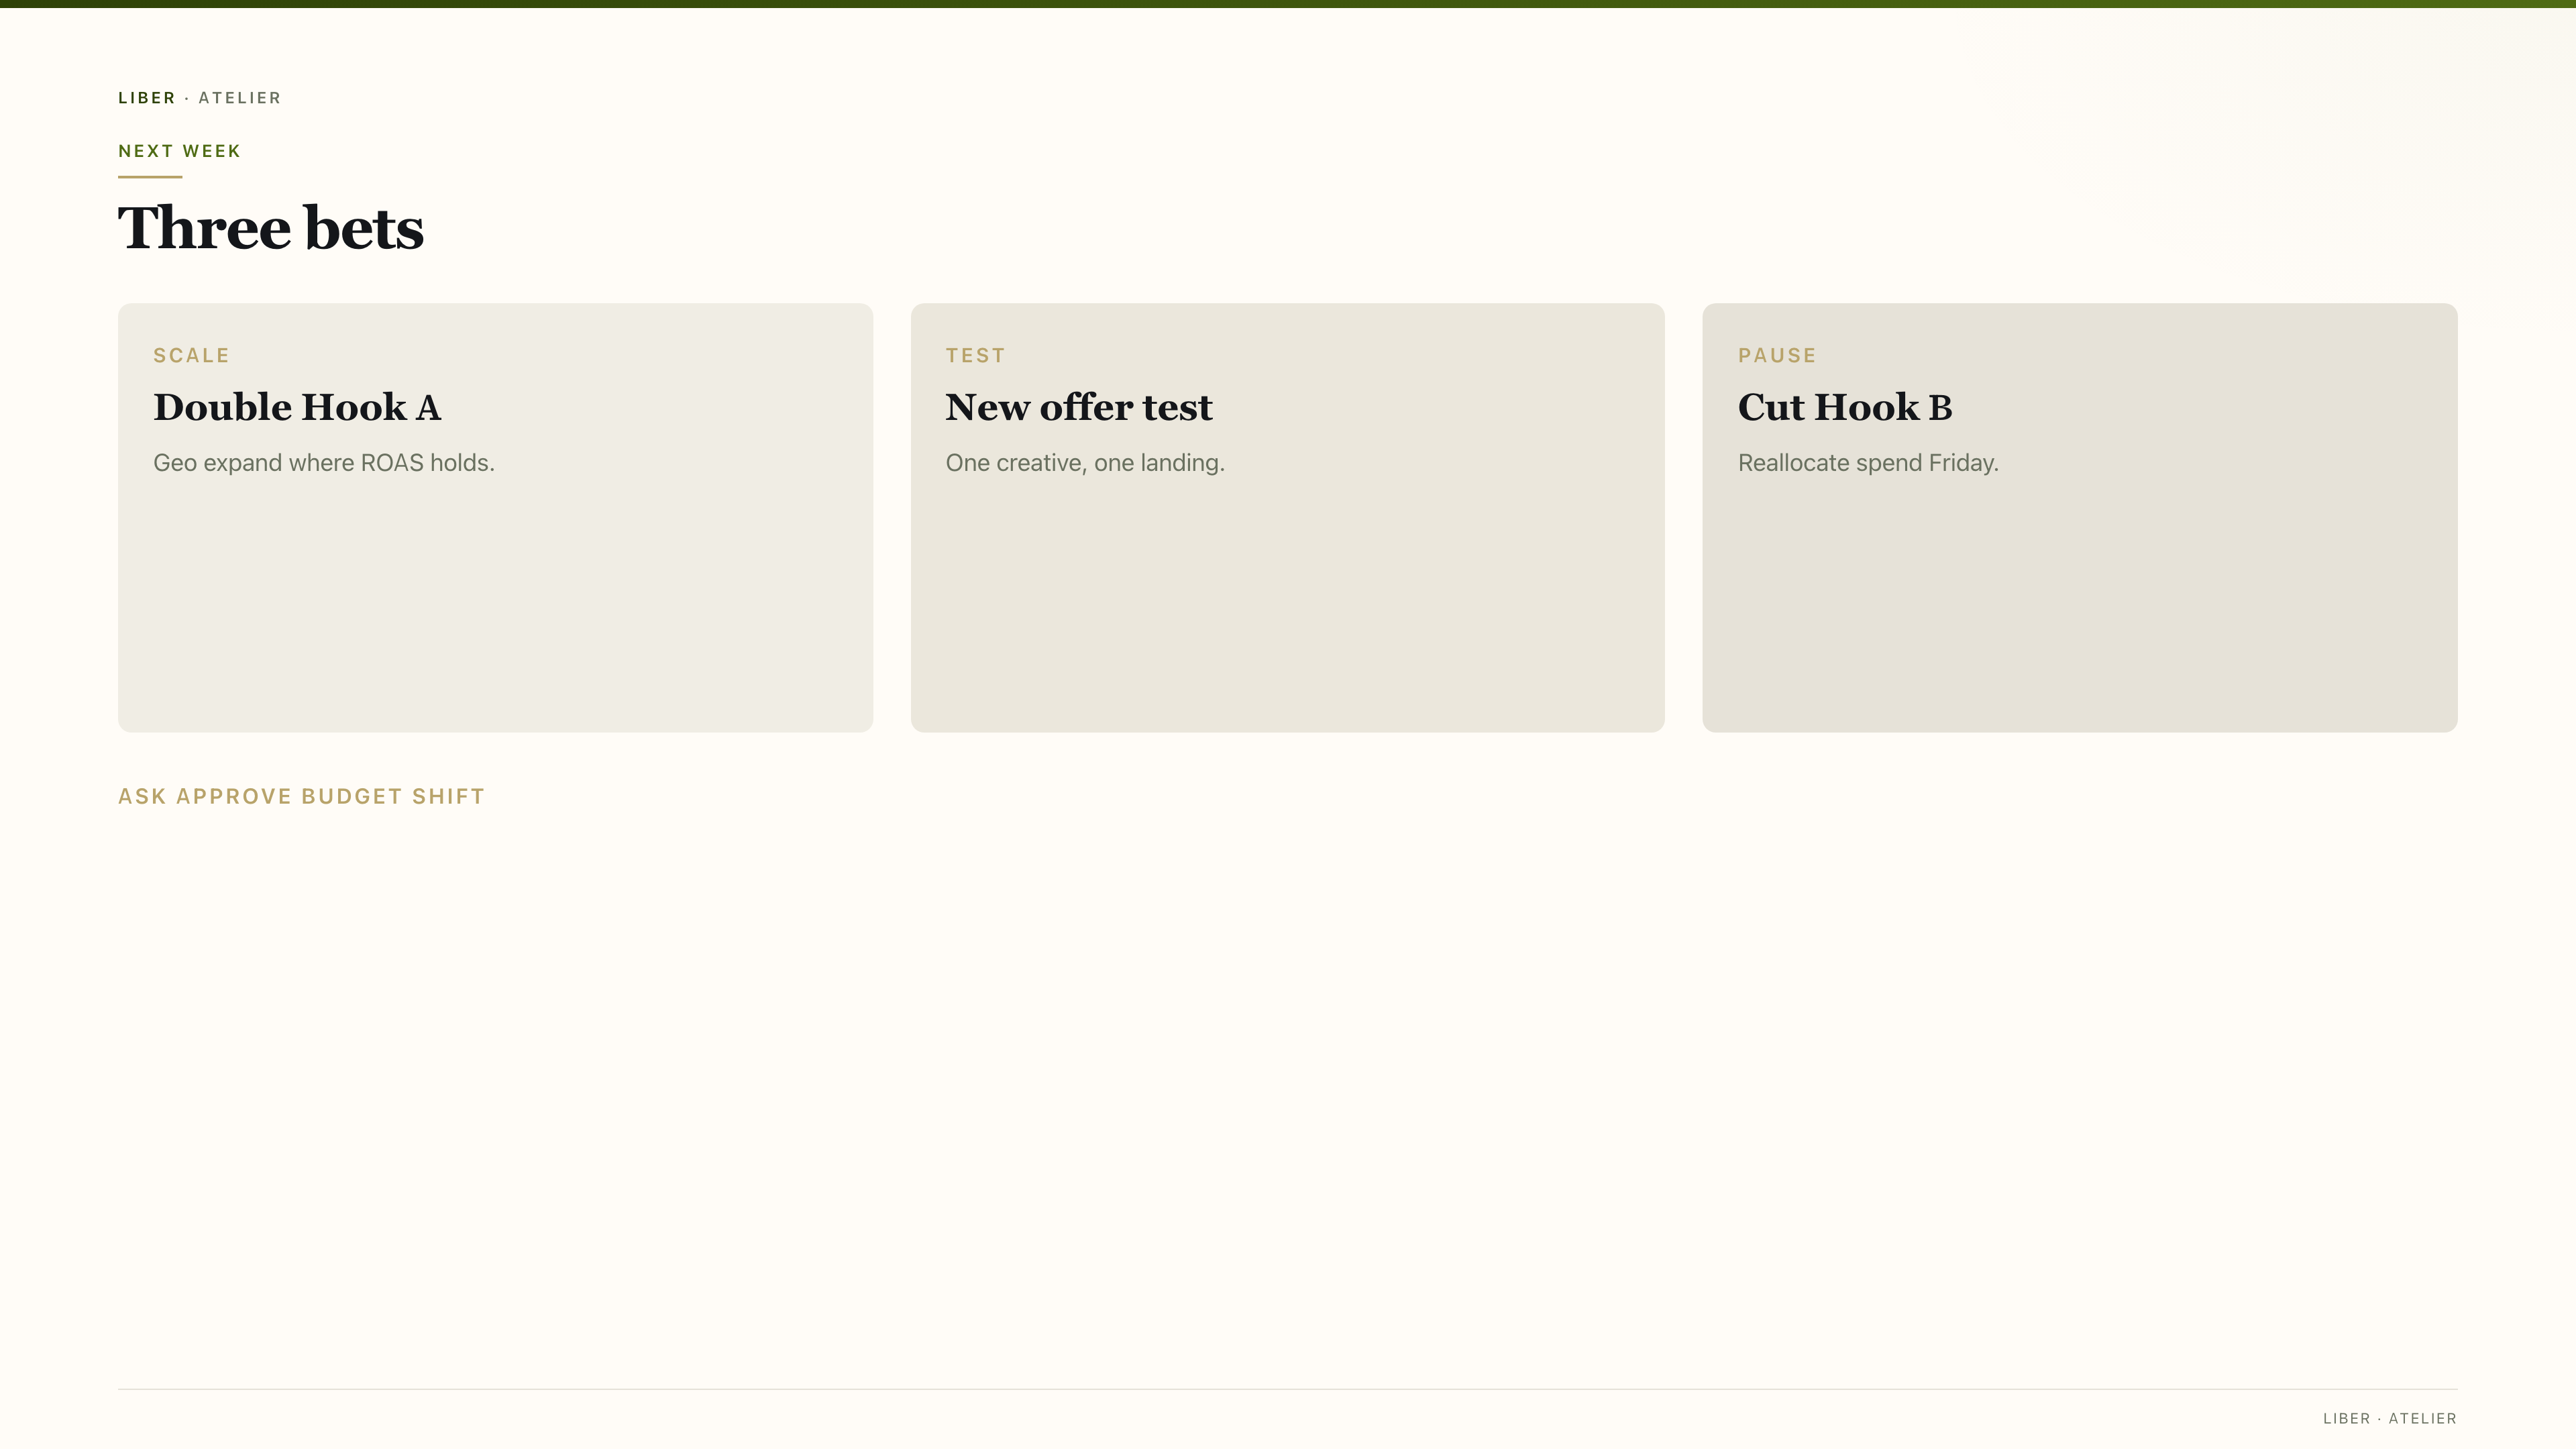 LIBER · ATELIER
NEXT WEEK
Three bets
SCALE
Double Hook A
Geo expand where ROAS holds.
TEST
New offer test
One creative, one landing.
PAUSE
Cut Hook B
Reallocate spend Friday.
ASK APPROVE BUDGET SHIFT
LIBER · ATELIER